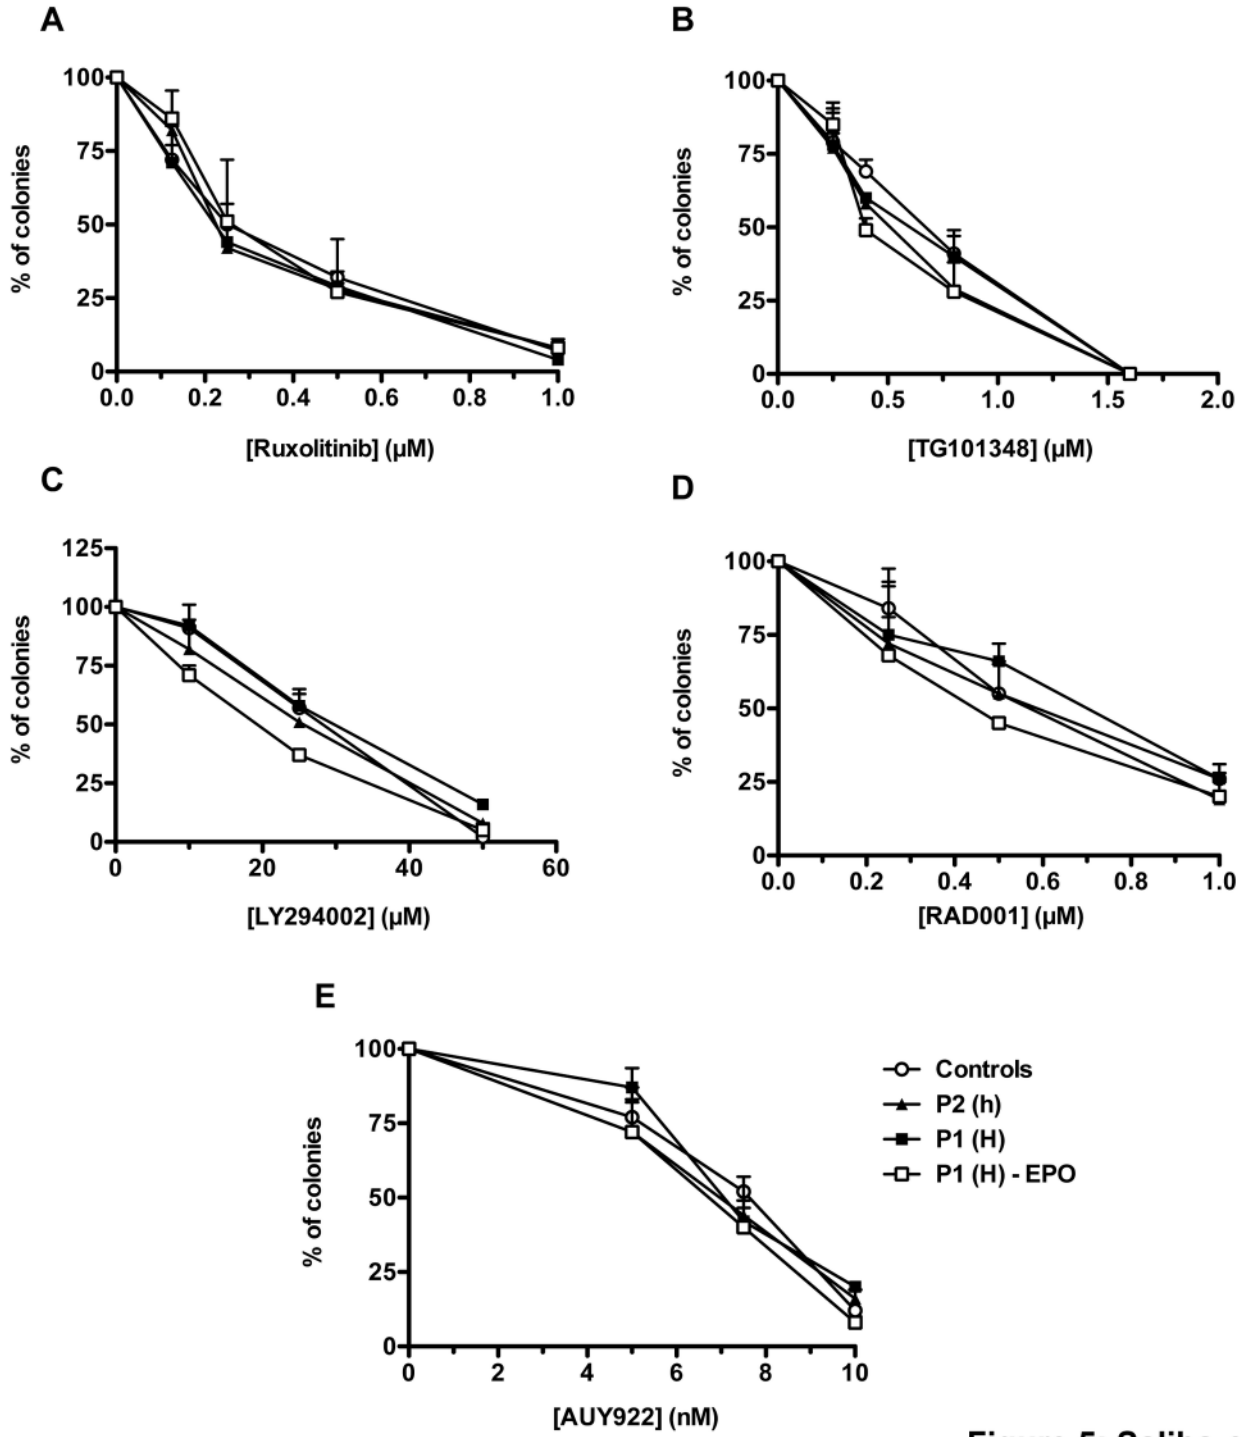 A
100
75
50
25
0
% of colonies
0.0 0.2 0.4 0.6 0.8 1.0
[Ruxolitinib] (µM)
B
100
75
50
25
0
% of colonies
0.0 0.5 1.0 1.5 2.0
[TG101348] (µM)
C
125
100
75
50
25
0
% of colonies
0 20 40 60
[LY294002] (µM)
D
100
75
50
25
0
% of colonies
0.0 0.2 0.4 0.6 0.8 1.0
[RAD001] (µM)
E
100
75
50
25
0
% of colonies
0 2 4 6 8 10
[AUY922] (nM)
Controls
P2 (h)
P1 (H)
P1 (H) - EPO